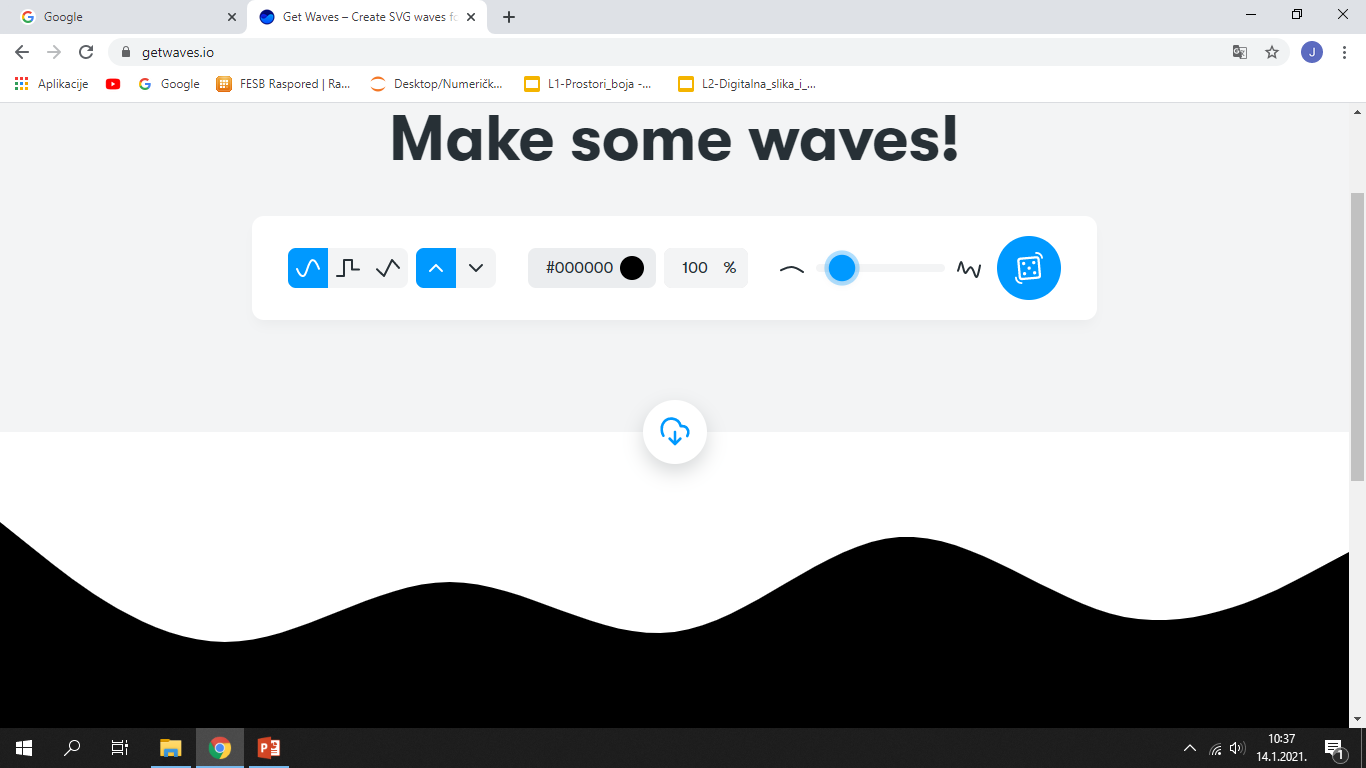 Google
Get Waves – Create SVG waves fo
getwaves.io
J
Aplikacije
Google
FESB Raspored | Ra...
Desktop/Numeričk...
L1-Prostori_boja -...
L2-Digitalna_slika_i_...
Make some waves!
#000000
100 %
10:37
14.1.2021.
1